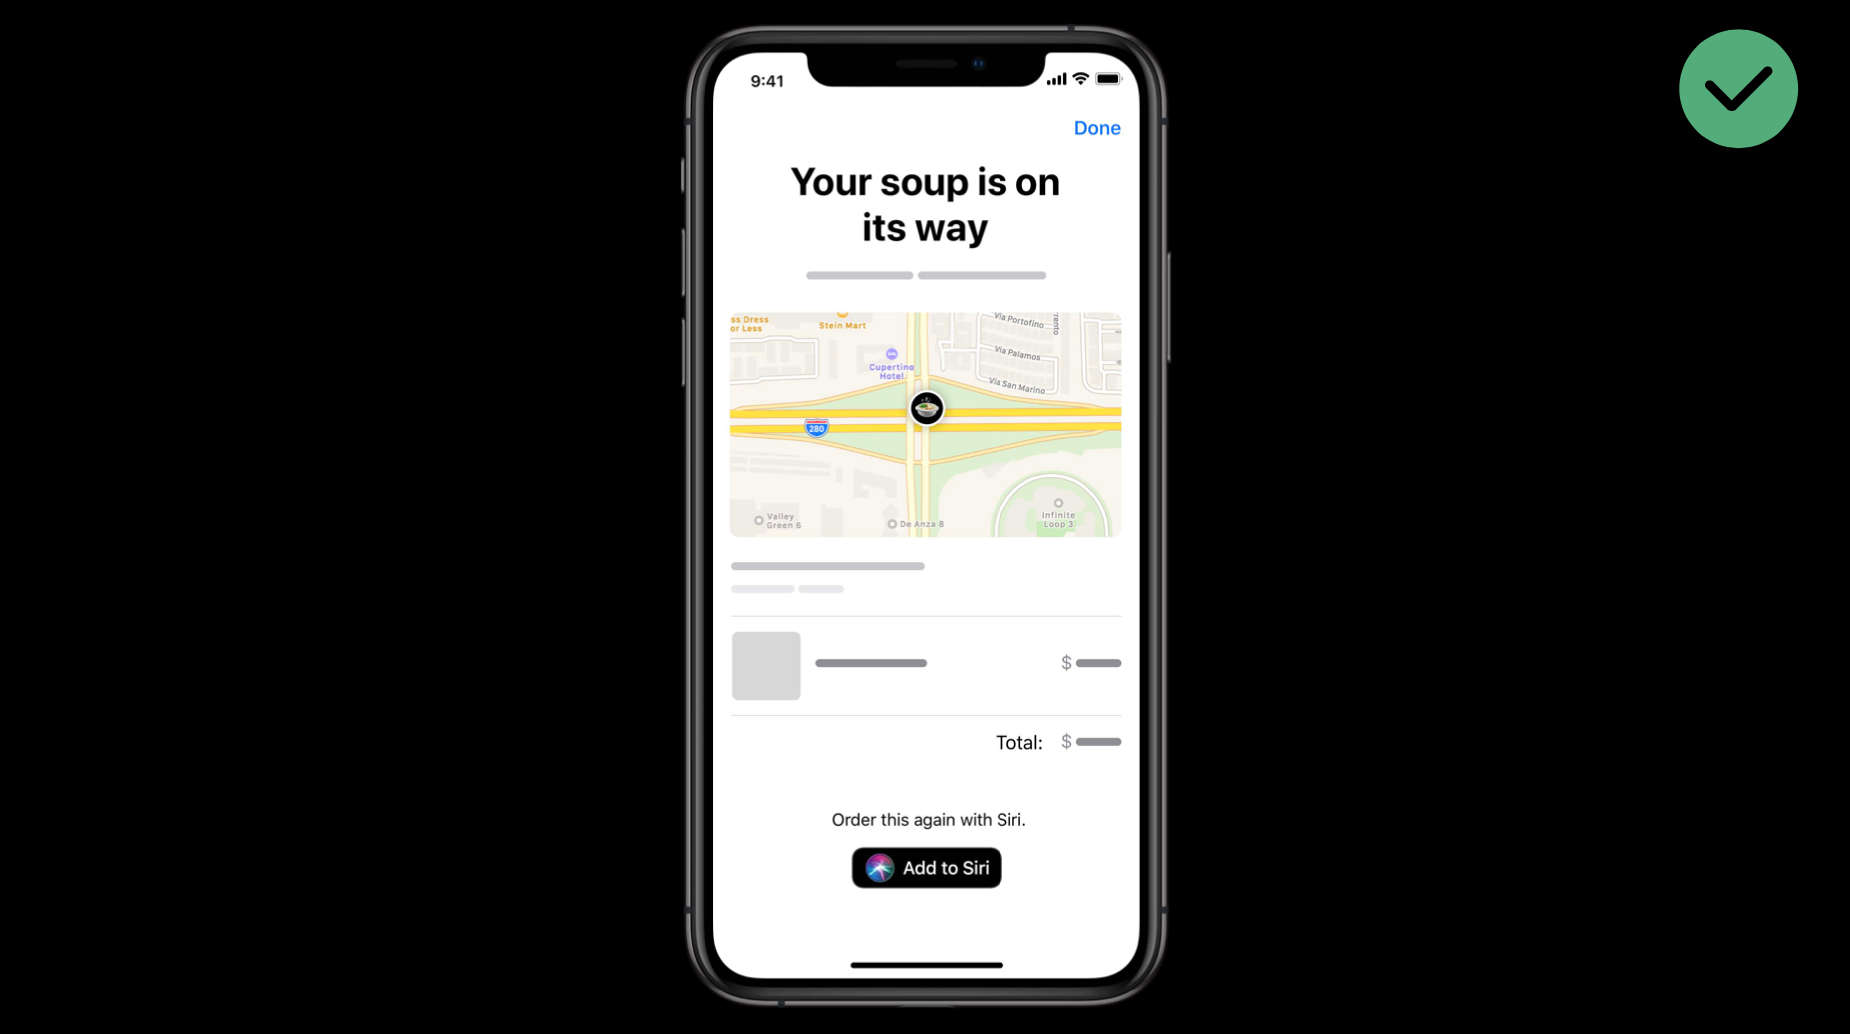 9:41
Done
Your soup is on
its way
ss Dress
or Less
Stein Mart
Via Portofino
rrento
Cupertino
Hotel
Via Palamos
Via San Marino
280
Valley
Green 6
De Anza 8
Infinite
Loop 3
$
Total: $
Order this again with Siri.
Add to Siri